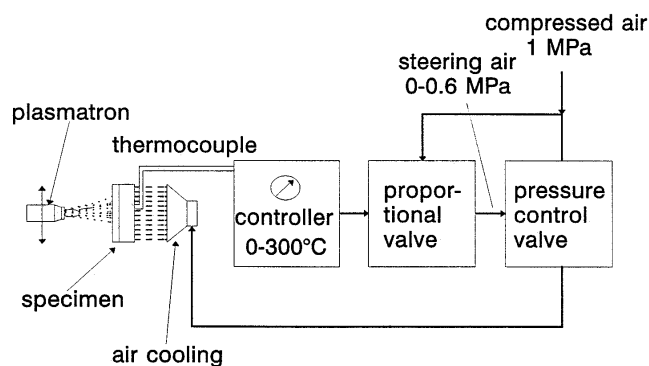 compressed air
1 MPa
steering air
0-0.6 MPa
plasmatron
thermocouple
controller
0-300°C
propor-
tional
valve
pressure
control
valve
specimen
air cooling